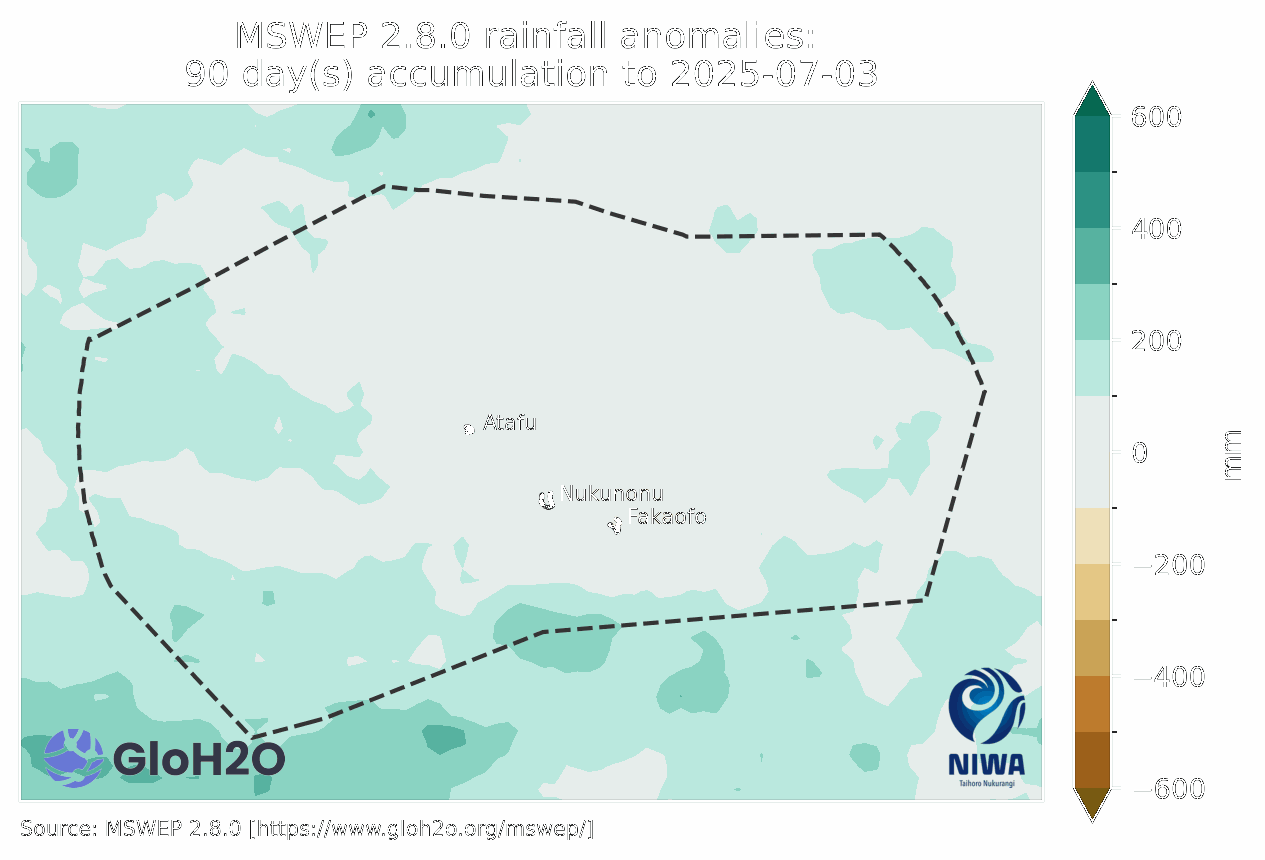 MSWEP 2.8.0 rainfall anomalies:
90 day(s) accumulation to 2025-07-03
600
400
200
0
−200
−400
−600
mm
Atafu
Nukunonu
Fakaofo
GloH2O
NIWA
Taihoro Nukurangi
Source: MSWEP 2.8.0 [https://www.gloh2o.org/mswep/]